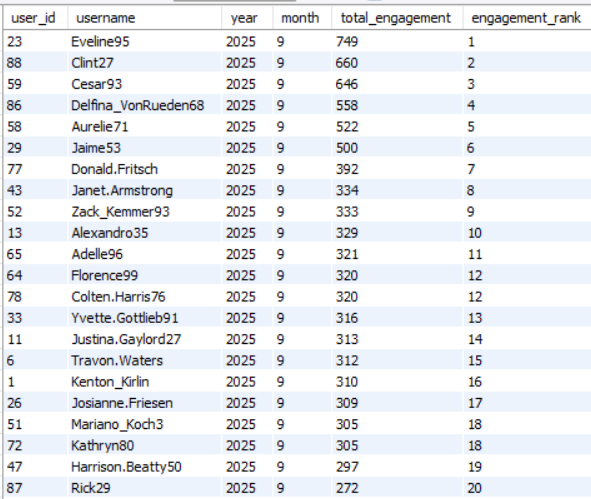 user_id username year month total_engagement engagement_rank
23 Eveline95 2025 9 749 1
88 Clint27 2025 9 660 2
59 Cesar93 2025 9 646 3
86 Delfina_VonRueden68 2025 9 558 4
58 Aurelie71 2025 9 522 5
29 Jaime53 2025 9 500 6
77 Donald.Fritsch 2025 9 392 7
43 Janet.Armstrong 2025 9 334 8
52 Zack_Kemmer93 2025 9 333 9
13 Alexandro35 2025 9 329 10
65 Adelle96 2025 9 321 11
64 Florence99 2025 9 320 12
78 Colten.Harris76 2025 9 320 12
33 Yvette.Gottlieb91 2025 9 316 13
11 Justina.Gaylord27 2025 9 313 14
6 Travon.Waters 2025 9 312 15
1 Kenton_Kirlin 2025 9 310 16
26 Josianne.Friesen 2025 9 309 17
51 Mariano_Koch3 2025 9 305 18
72 Kathryn80 2025 9 305 18
47 Harrison.Beatty50 2025 9 297 19
87 Rick29 2025 9 272 20